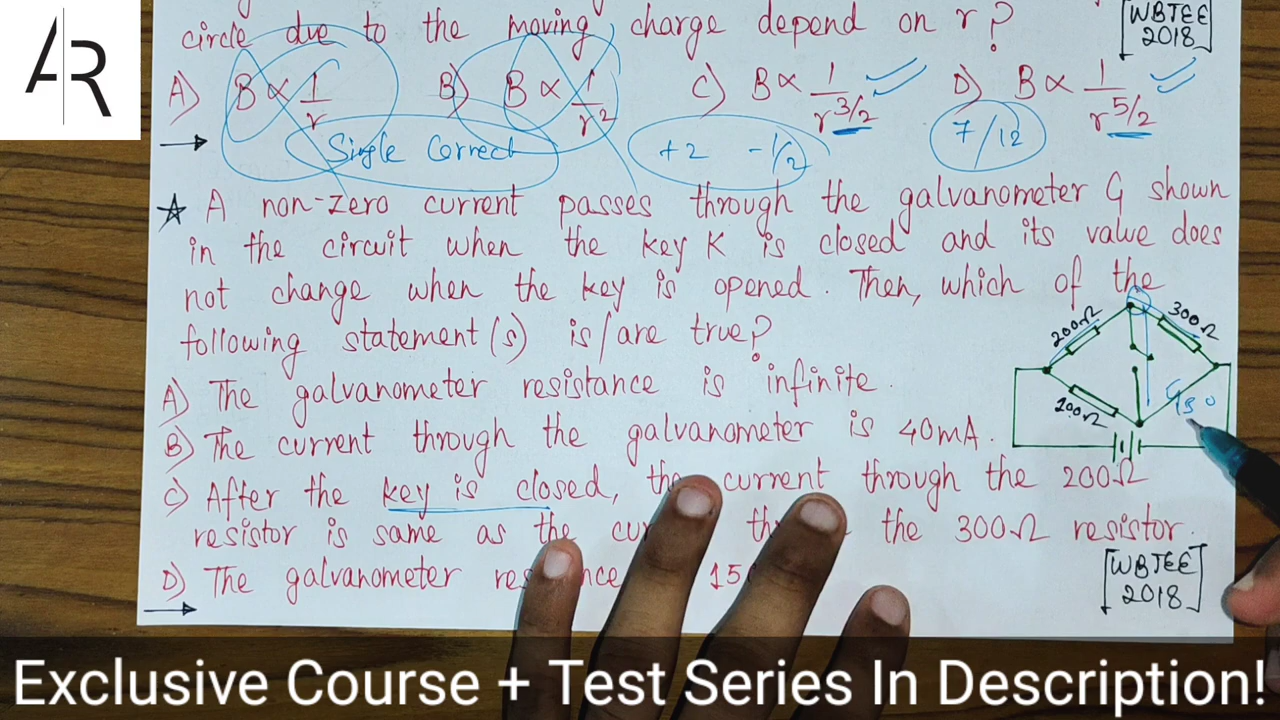 AR
circle due to the moving charge depend on r?
[WBJEE 2018]
A) B ∝ 1/r B) B ∝ 1/r² C) B ∝ 1/r^3/2 D) B ∝ 1/r^5/2
→ Single Correct +2 -1/2 7/12
☆ A non-zero current passes through the galvanometer G shown
in the circuit when the key K is closed and its value does
not change when the key is opened. Then, which of the
following statement(s) is/are true?
200Ω 300Ω
A) The galvanometer resistance is infinite.
100Ω G
B) The current through the galvanometer is 40mA.
C) After the key is closed, the current through the 200Ω
resistor is same as the the 300Ω resistor.
D) The galvanometer
[WBJEE 2018]
→
Exclusive Course + Test Series In Description!